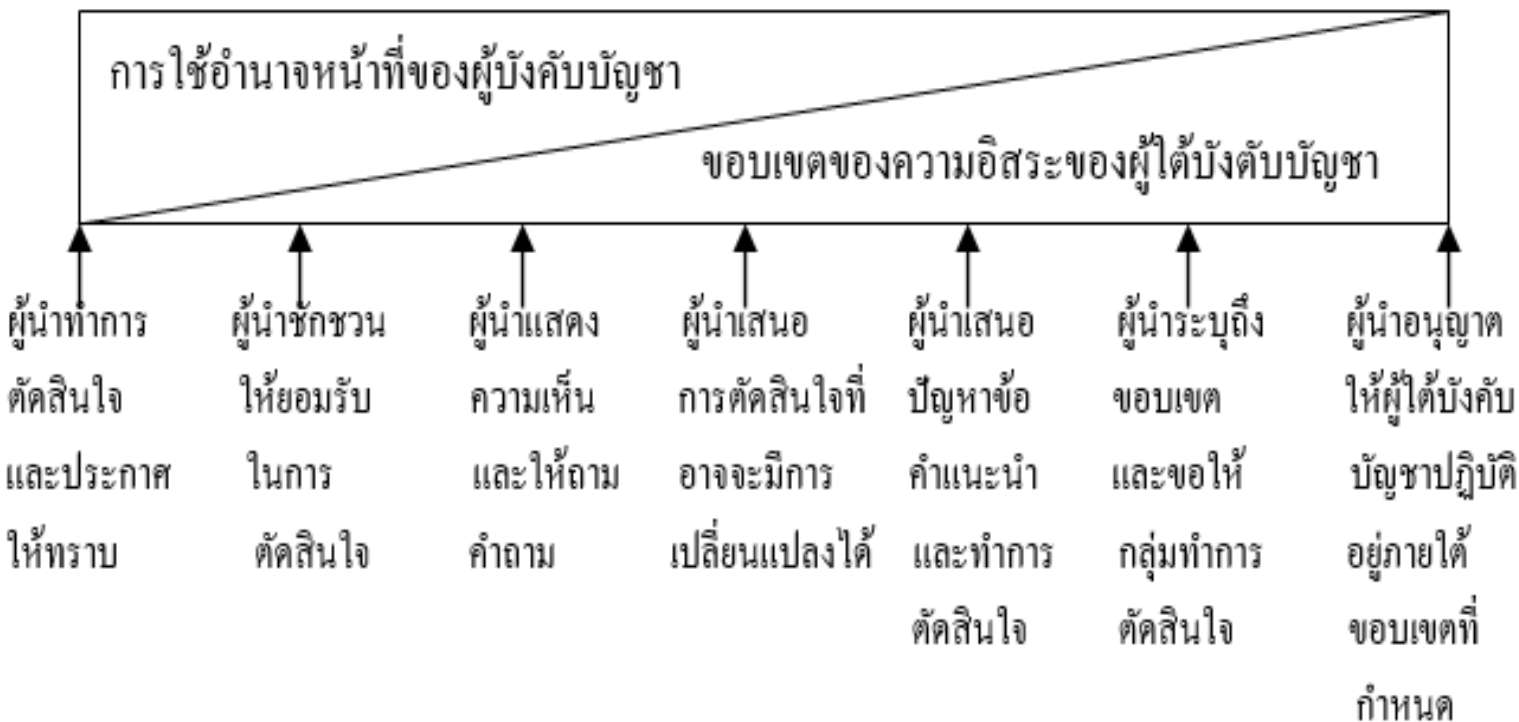 การใช้อำนาจหน้าที่ของผู้บังคับบัญชา
ขอบเขตของความอิสระของผู้ใต้บังตับบัญชา
ผู้นำทำการ
ตัดสินใจ
และประกาศ
ให้ทราบ
ผู้นำชักชวน
ให้ยอมรับ
ในการ
ตัดสินใจ
ผู้นำแสดง
ความเห็น
และให้ถาม
คำถาม
ผู้นำเสนอ
การตัดสินใจที่
อาจจะมีการ
เปลี่ยนแปลงได้
ผู้นำเสนอ
ปัญหาข้อ
คำแนะนำ
และทำการ
ตัดสินใจ
ผู้นำระบุถึง
ขอบเขต
และขอให้
กลุ่มทำการ
ตัดสินใจ
ผู้นำอนุญาต
ให้ผู้ใต้บังคับ
บัญชาปฏิบัติ
อยู่ภายใต้
ขอบเขตที่
กำหนด